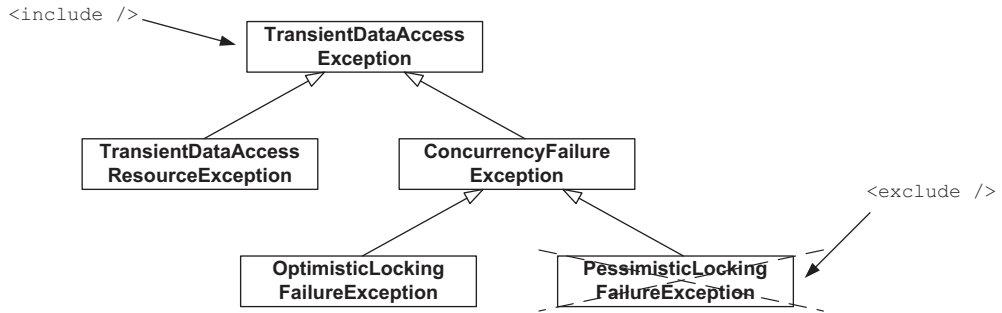 <include />
TransientDataAccess
Exception
TransientDataAccess
ResourceException
ConcurrencyFailure
Exception
<exclude />
OptimisticLocking
FailureException
PessimisticLocking
FailureException